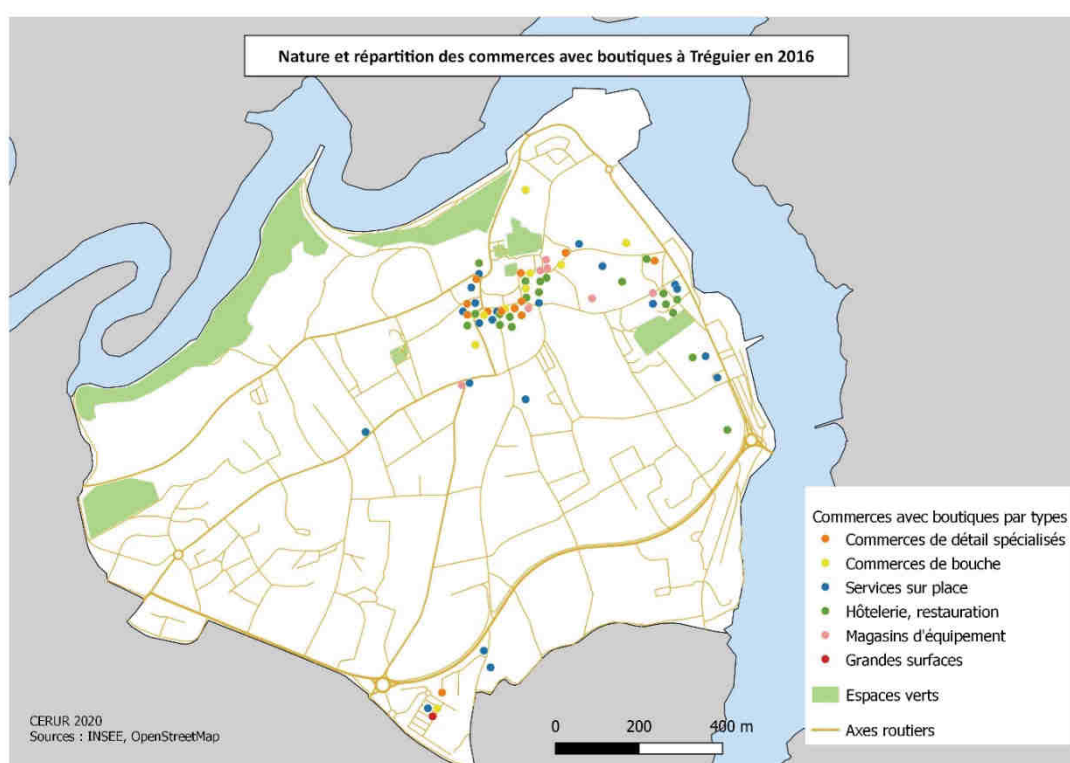 Nature et répartition des commerces avec boutiques à Tréguier en 2016
Commerces avec boutiques par types
Commerces de détail spécialisés
Commerces de bouche
Services sur place
Hôtelerie, restauration
Magasins d'équipement
Grandes surfaces
Espaces verts
Axes routiers
0 200 400 m
CERUR 2020
Sources : INSEE, OpenStreetMap